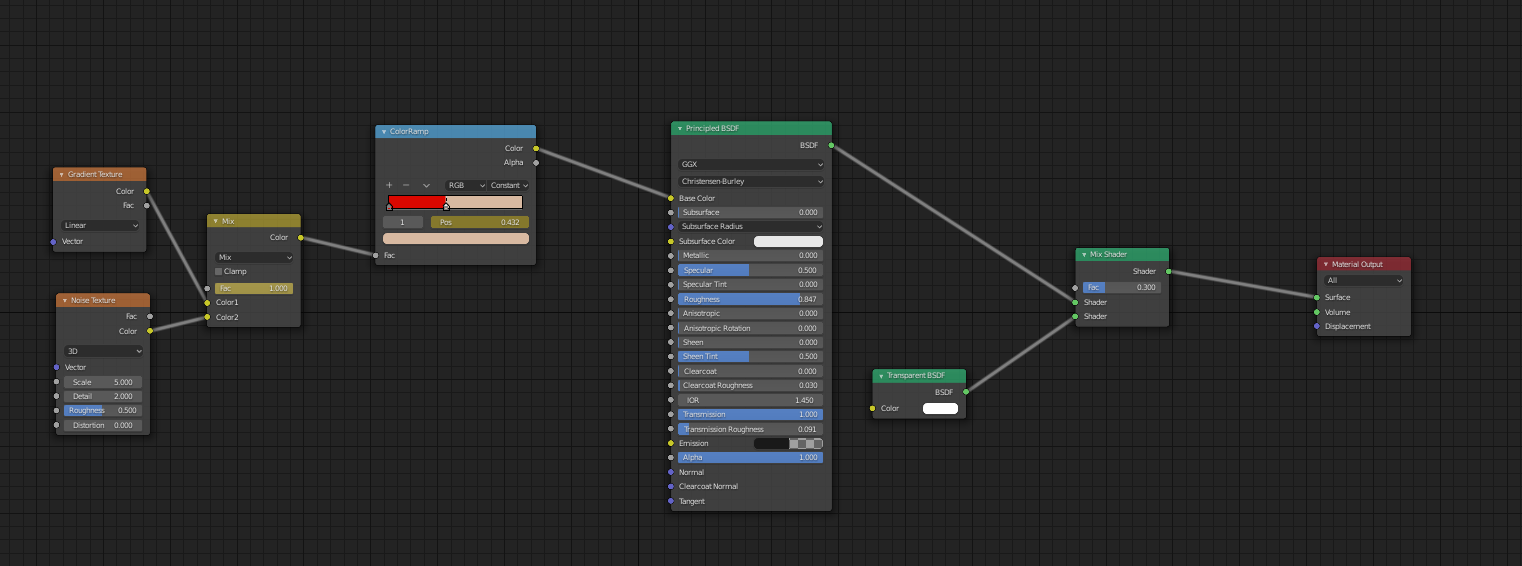 Gradient Texture
Color
Fac
Linear
Vector
Noise Texture
Fac
Color
3D
Vector
Scale 5.000
Detail 2.000
Roughness 0.500
Distortion 0.000
Mix
Color
Mix
Clamp
Fac 1.000
Color1
Color2
ColorRamp
Color
Alpha
+ − RGB Constant
1 Pos 0.432
Fac
Principled BSDF
BSDF
GGX
Christensen-Burley
Base Color
Subsurface 0.000
Subsurface Radius
Subsurface Color
Metallic 0.000
Specular 0.500
Specular Tint 0.000
Roughness 0.847
Anisotropic 0.000
Anisotropic Rotation 0.000
Sheen 0.000
Sheen Tint 0.500
Clearcoat 0.000
Clearcoat Roughness 0.030
IOR 1.450
Transmission 1.000
Transmission Roughness 0.091
Emission
Alpha 1.000
Normal
Clearcoat Normal
Tangent
Transparent BSDF
BSDF
Color
Mix Shader
Shader
Fac 0.300
Shader
Shader
Material Output
All
Surface
Volume
Displacement